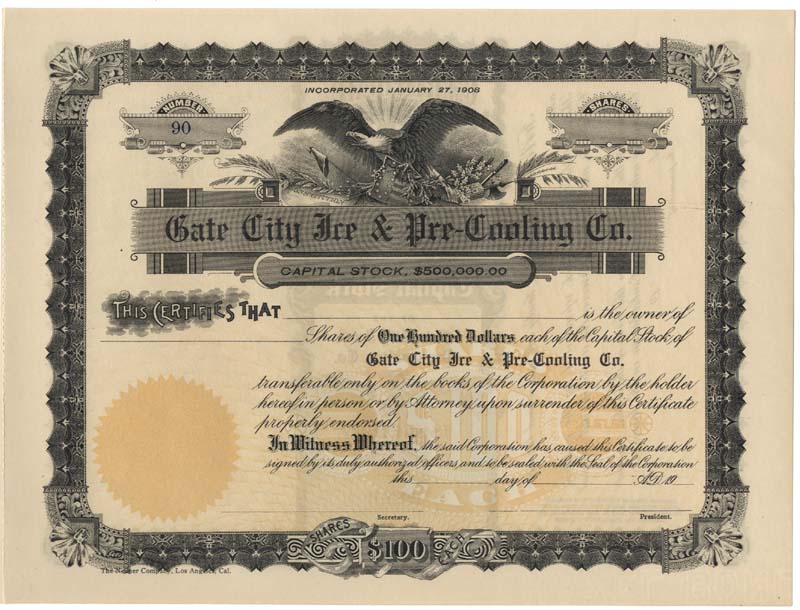 INCORPORATED JANUARY 27, 1908
NUMBER
90
SHARES
Gate City Ice & Pre-Cooling Co.
CAPITAL STOCK, $500,000.00
THIS CERTIFIES THAT is the owner of
Shares of One Hundred Dollars each of the Capital Stock of
Gate City Ice & Pre-Cooling Co.
transferable only on the books of the Corporation by the holder
hereof in person or by Attorney upon surrender of this Certificate
properly endorsed.
In Witness Whereof, the said Corporation has caused this Certificate to be
signed by its duly authorized officers and to be sealed with the Seal of the Corporation
this day of A.D. 19
$100
EACH
Secretary.
President.
SHARES
$100
The Company, Los Angeles, Cal.